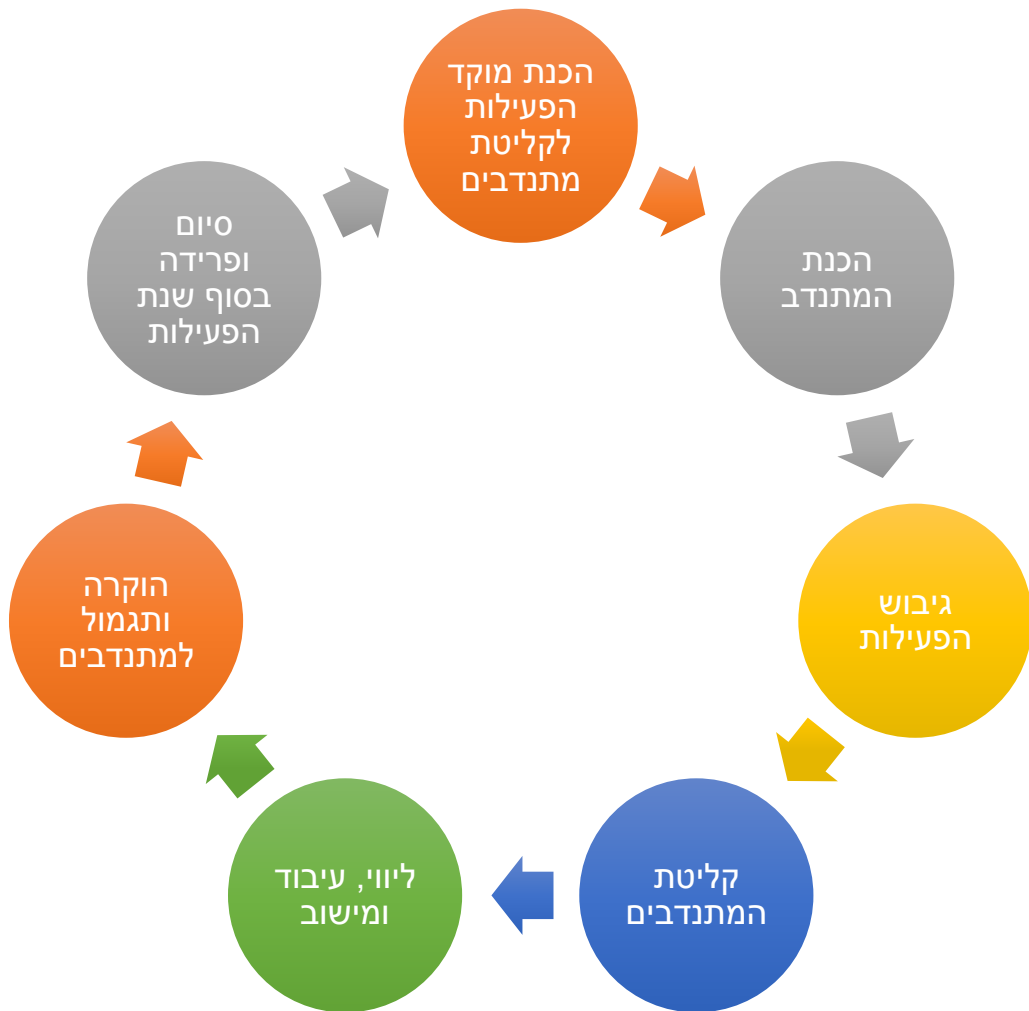 הכנת מוקד
הפעילות
לקליטת
מתנדבים
הכנת
המתנדב
גיבוש
הפעילות
קליטת
המתנדבים
ליווי, עיבוד
ומישוב
הוקרה
ותגמול
למתנדבים
סיום
ופרידה
בסוף שנת
הפעילות